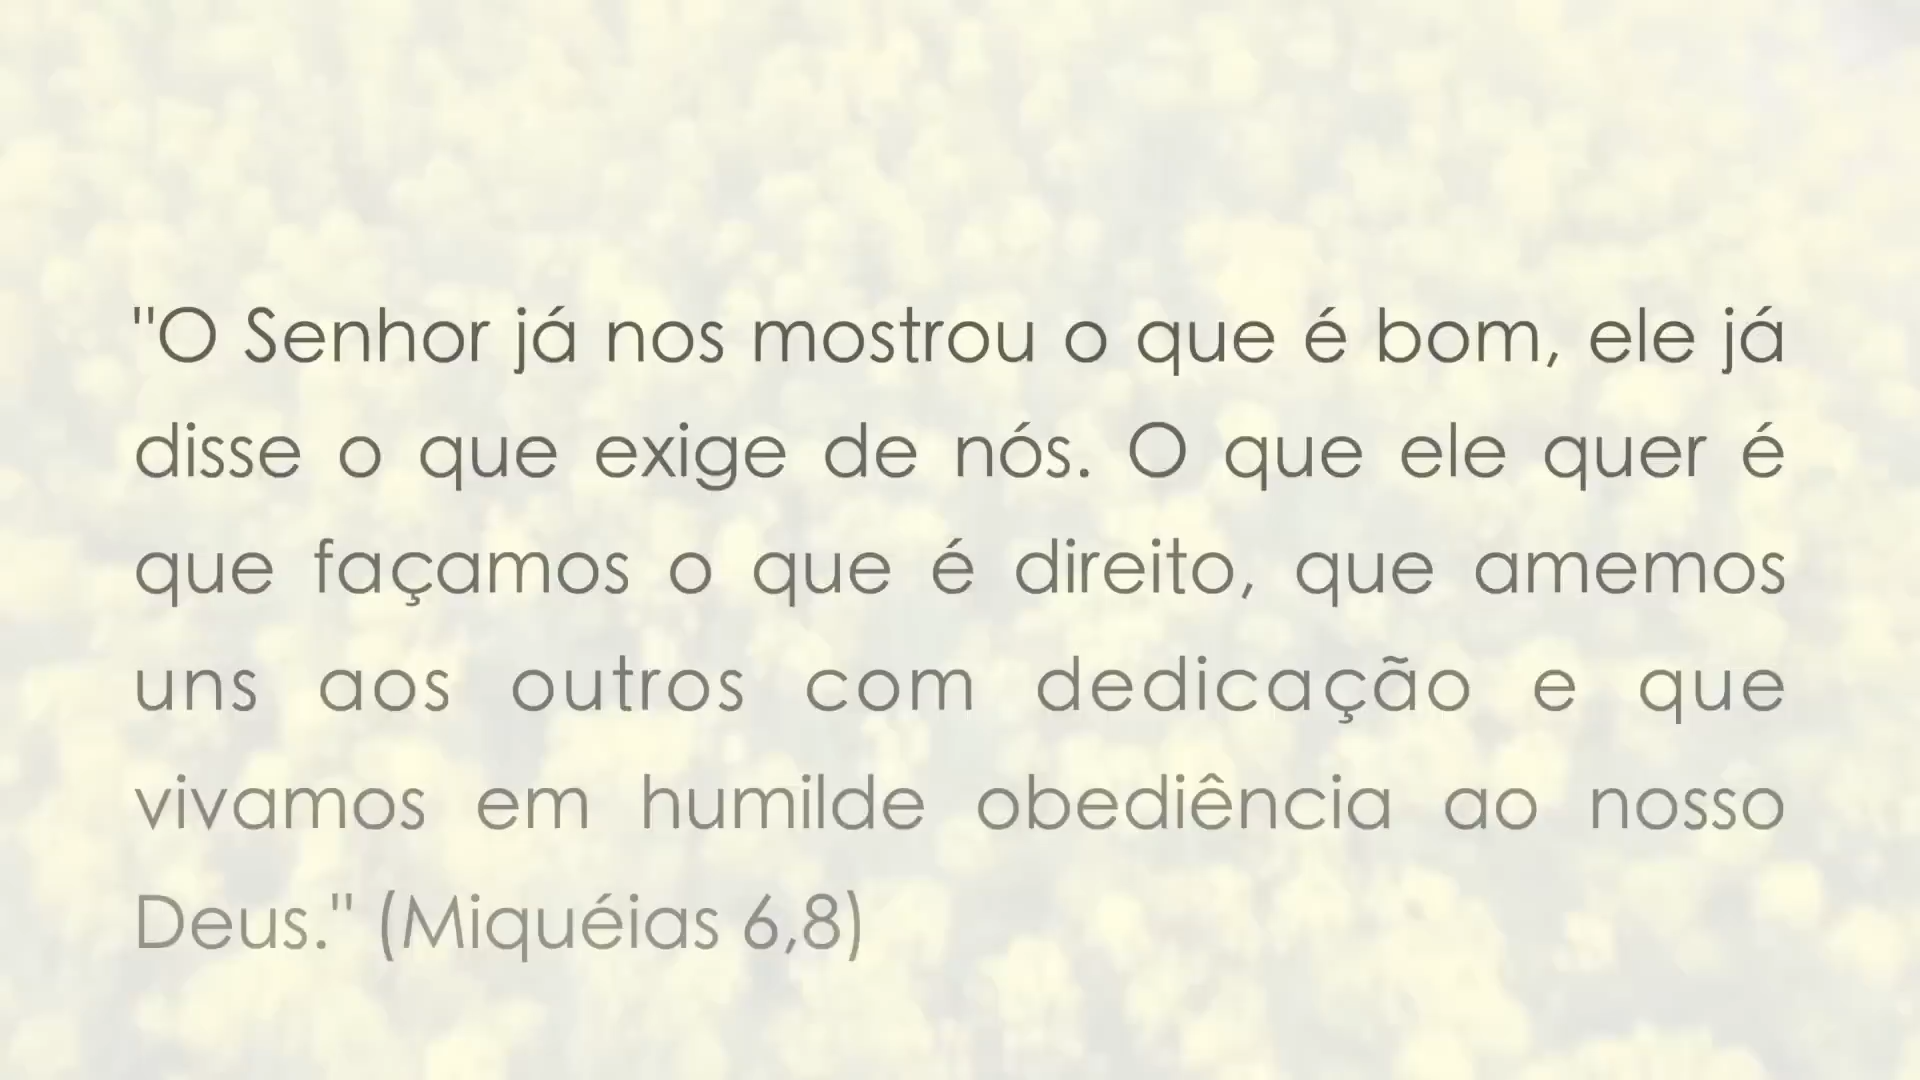 "O Senhor já nos mostrou o que é bom, ele já
disse o que exige de nós. O que ele quer é
que façamos o que é direito, que amemos
uns aos outros com dedicação e que
vivamos em humilde obediência ao nosso
Deus." (Miquéias 6,8)